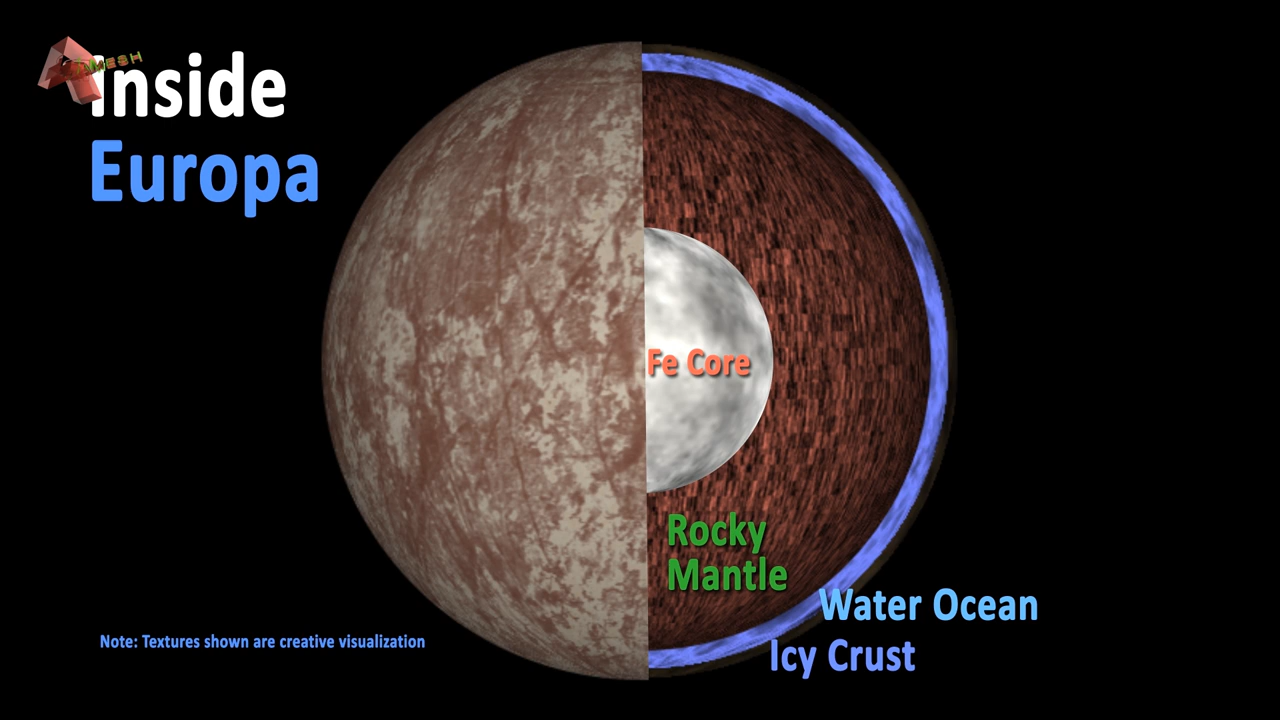 Inside
Europa
Fe Core
Rocky
Mantle
Water Ocean
Icy Crust
Note: Textures shown are creative visualization